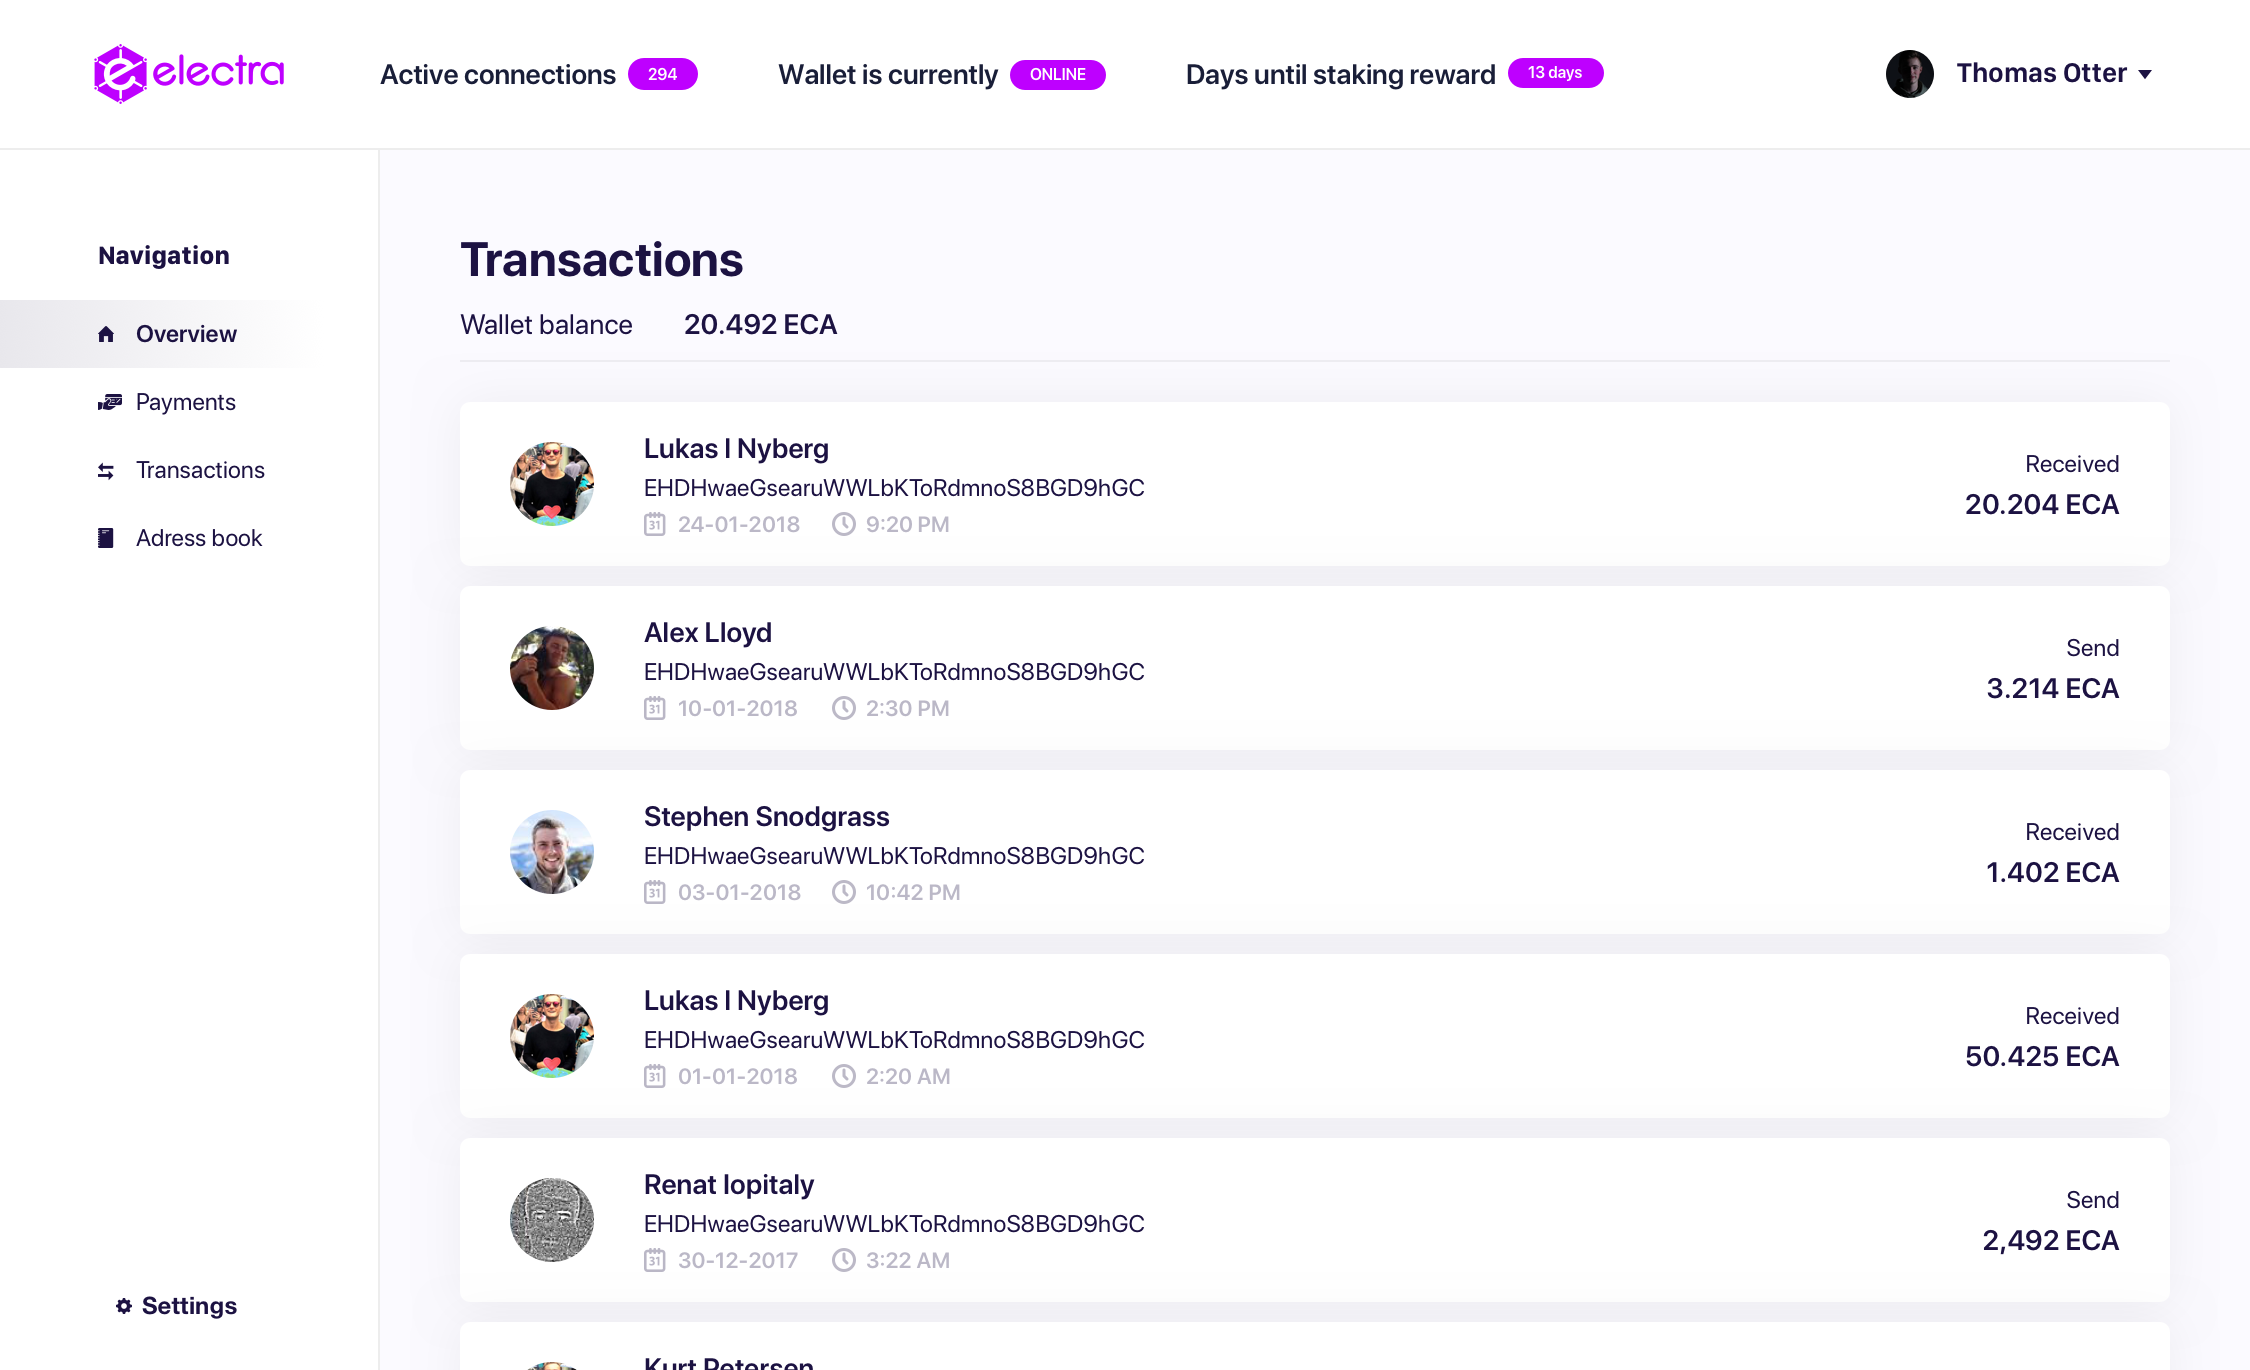 electra
Active connections 294
Wallet is currently ONLINE
Days until staking reward 13 days
Thomas Otter
Navigation
Overview
Payments
Transactions
Adress book
Settings
Transactions
Wallet balance 20.492 ECA
Lukas I Nyberg
EHDHwaeGsearuWWLbKToRdmnoS8BGD9hGC
31 24-01-2018 9:20 PM
Received
20.204 ECA
Alex Lloyd
EHDHwaeGsearuWWLbKToRdmnoS8BGD9hGC
31 10-01-2018 2:30 PM
Send
3.214 ECA
Stephen Snodgrass
EHDHwaeGsearuWWLbKToRdmnoS8BGD9hGC
31 03-01-2018 10:42 PM
Received
1.402 ECA
Lukas I Nyberg
EHDHwaeGsearuWWLbKToRdmnoS8BGD9hGC
31 01-01-2018 2:20 AM
Received
50.425 ECA
Renat lopitaly
EHDHwaeGsearuWWLbKToRdmnoS8BGD9hGC
31 30-12-2017 3:22 AM
Send
2,492 ECA
Kurt Petersen